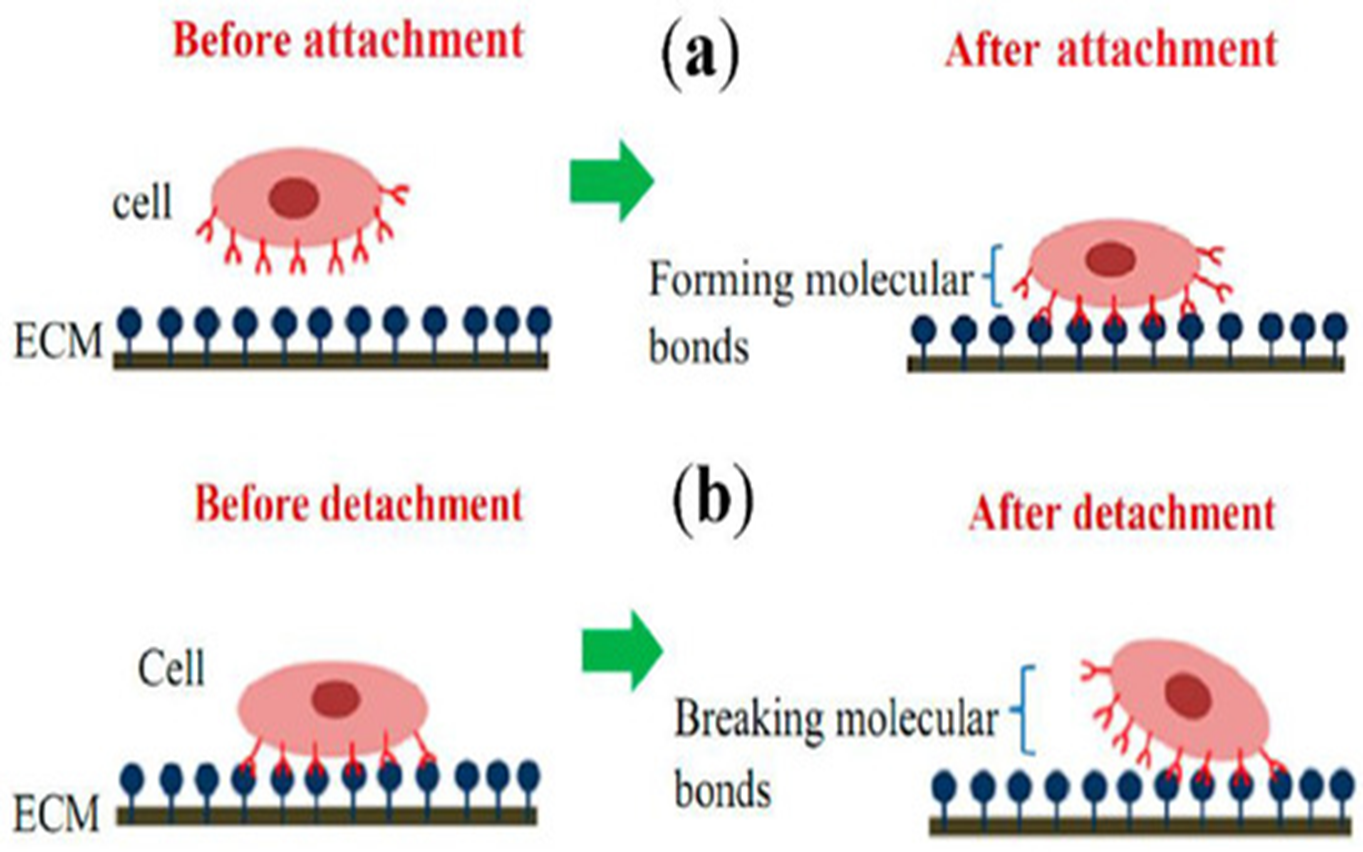 Before attachment
(a)
After attachment
cell
ECM
Forming molecular
bonds
Before detachment
(b)
After detachment
Cell
ECM
Breaking molecular
bonds